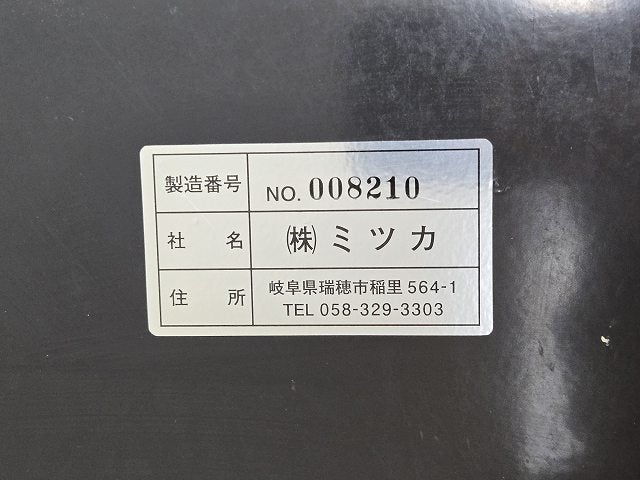 製造番号 NO. 008210
社名 ㈱ミツカ
住所 岐阜県瑞穂市稲里 564-1
TEL 058-329-3303